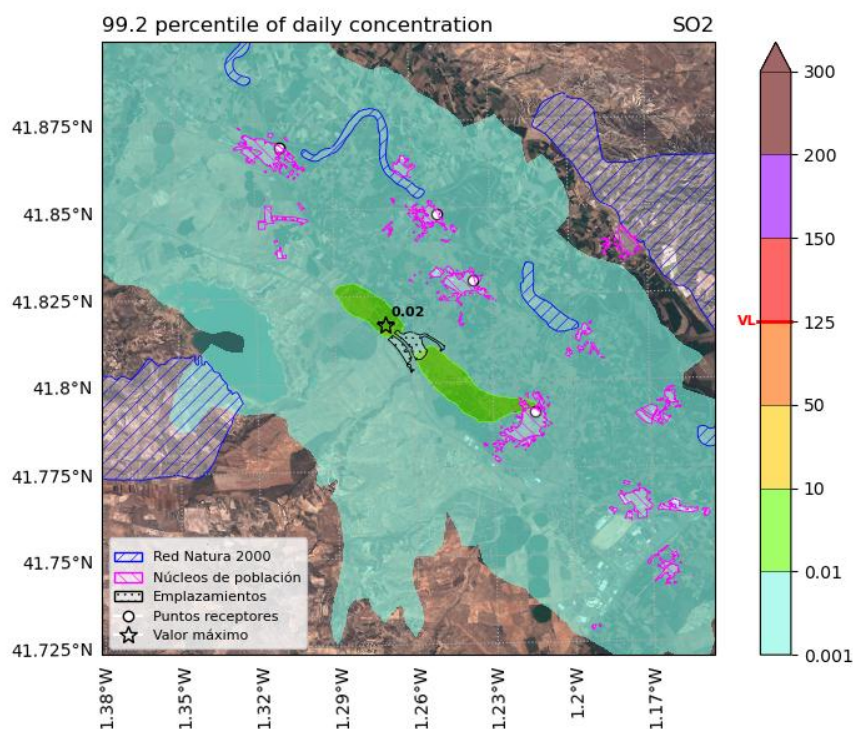 99.2 percentile of daily concentration SO2
41.875°N
41.85°N
41.825°N
41.8°N
41.775°N
41.75°N
41.725°N
0.02
Red Natura 2000
Núcleos de población
Emplazamientos
Puntos receptores
Valor máximo
1.38°W
1.35°W
1.32°W
1.29°W
1.26°W
1.23°W
1.2°W
1.17°W
300
200
150
VL 125
50
10
0.01
0.001